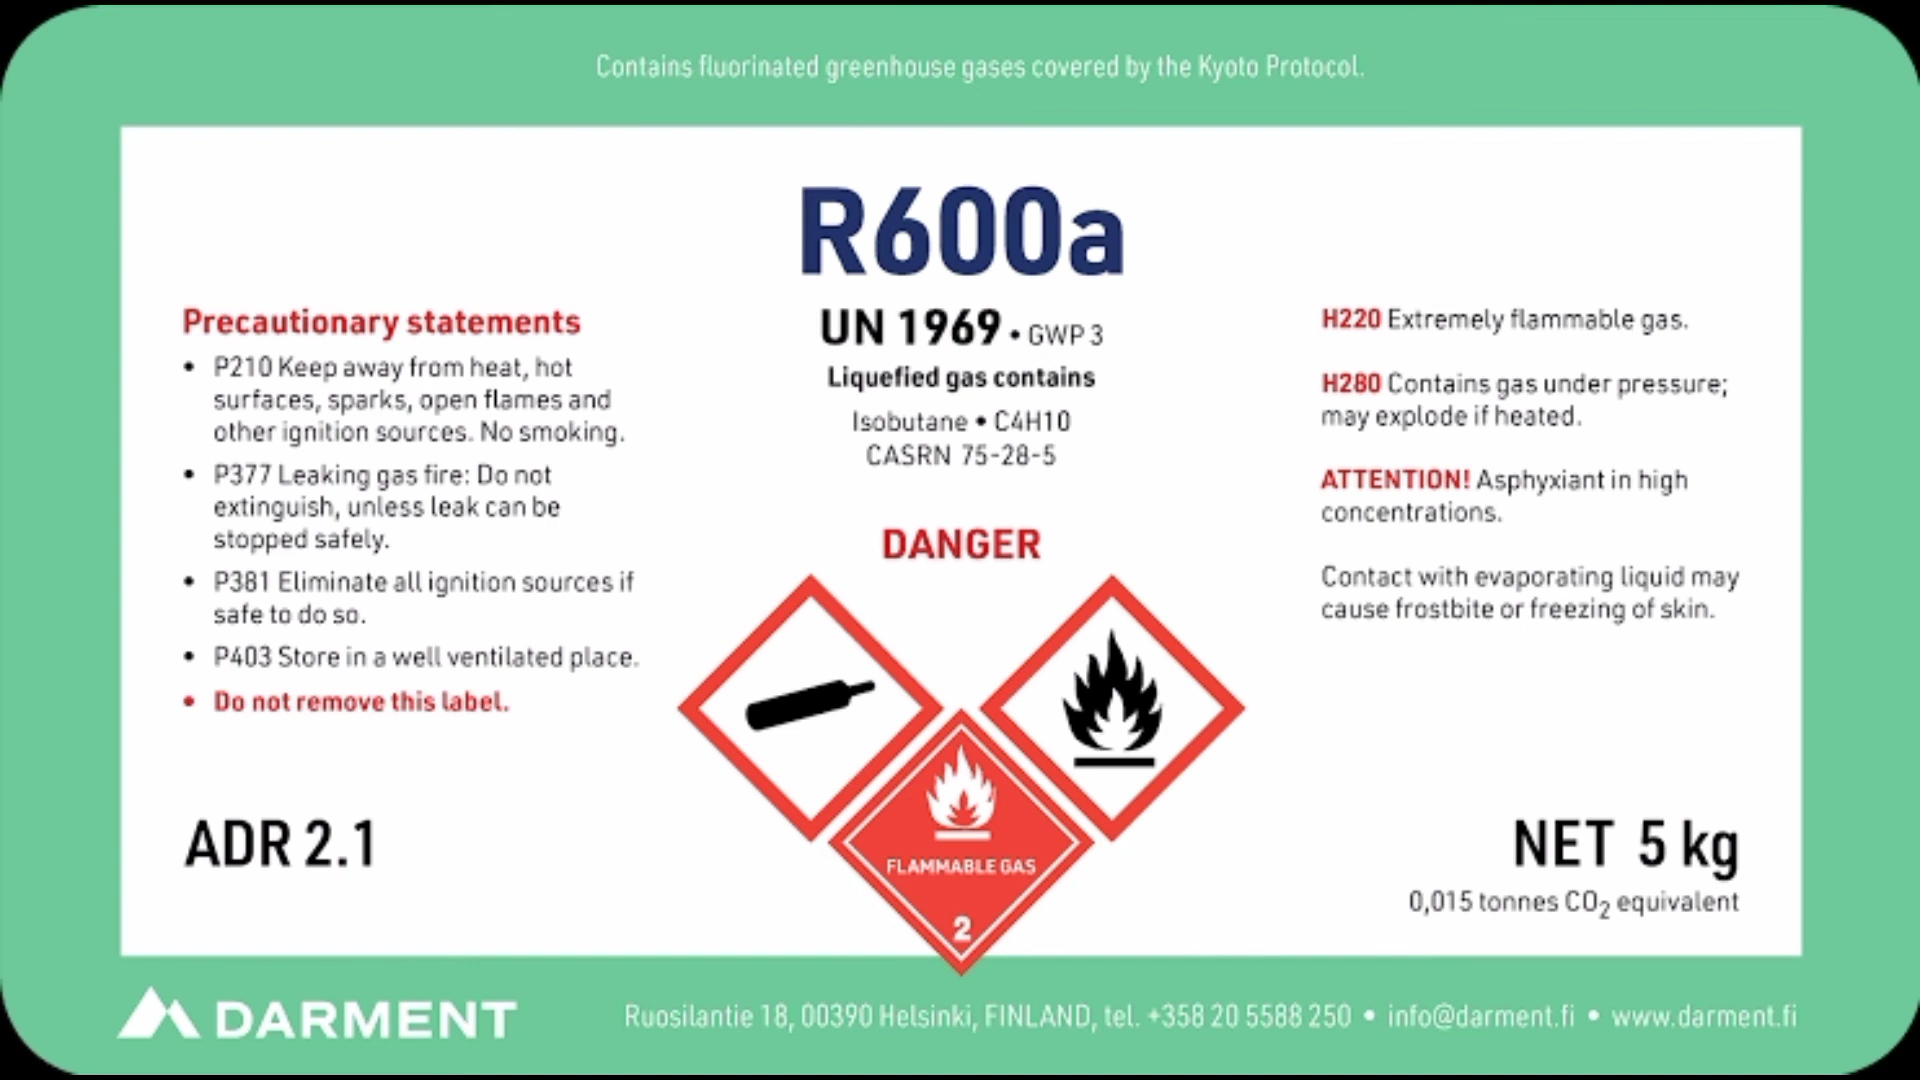 Contains fluorinated greenhouse gases covered by the Kyoto Protocol.
R600a
Precautionary statements
• P210 Keep away from heat, hot
surfaces, sparks, open flames and
other ignition sources. No smoking.
• P377 Leaking gas fire: Do not
extinguish, unless leak can be
stopped safely.
• P381 Eliminate all ignition sources if
safe to do so.
• P403 Store in a well ventilated place.
• Do not remove this label.
ADR 2.1
UN 1969 • GWP 3
Liquefied gas contains
Isobutane • C4H10
CASRN 75-28-5
DANGER
FLAMMABLE GAS
2
H220 Extremely flammable gas.
H280 Contains gas under pressure;
may explode if heated.
ATTENTION! Asphyxiant in high
concentrations.
Contact with evaporating liquid may
cause frostbite or freezing of skin.
NET 5 kg
0,015 tonnes CO₂ equivalent
DARMENT
Ruosilantie 18, 00390 Helsinki, FINLAND, tel. +358 20 5588 250 • info@darment.fi • www.darment.fi